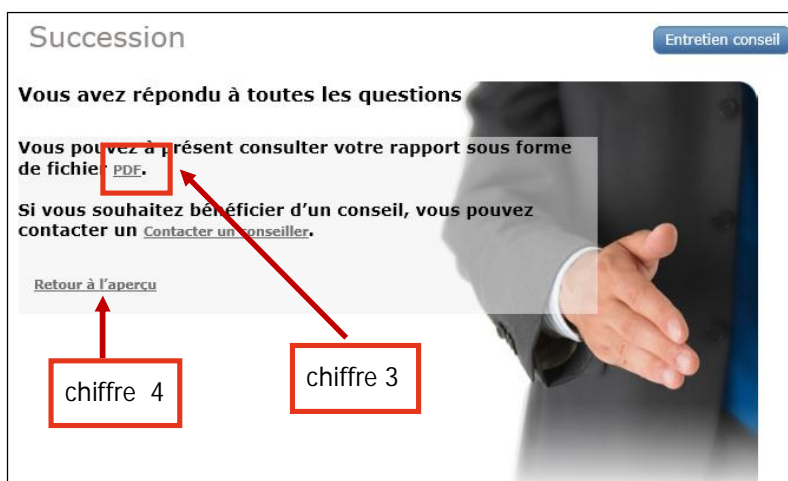 Succession
Entretien conseil
Vous avez répondu à toutes les questions
Vous pouvez à présent consulter votre rapport sous forme
de fichier PDF.
Si vous souhaitez bénéficier d'un conseil, vous pouvez
contacter un Contacter un conseiller.
Retour à l'aperçu
chiffre 4
chiffre 3